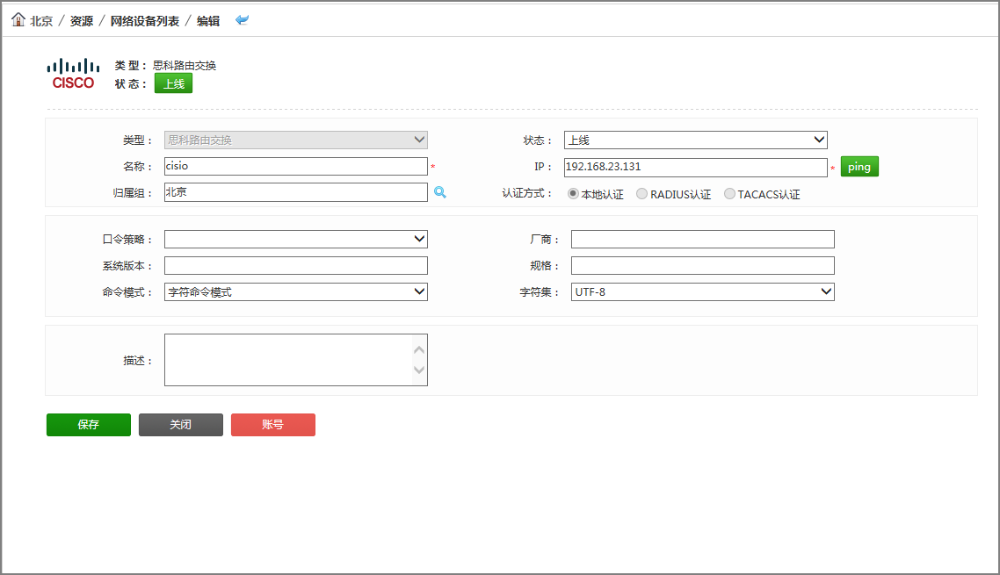 北京 / 资源 / 网络设备列表 / 编辑
CISCO
类 型： 思科路由交换
状 态： 上线
类型： 思科路由交换 状态： 上线
名称： cisio * IP： 192.168.23.131 * ping
归属组： 北京 认证方式： 本地认证 RADIUS认证 TACACS认证
口令策略： 厂商：
系统版本： 规格：
命令模式： 字符命令模式 字符集： UTF-8
描述：
保存 关闭 账号